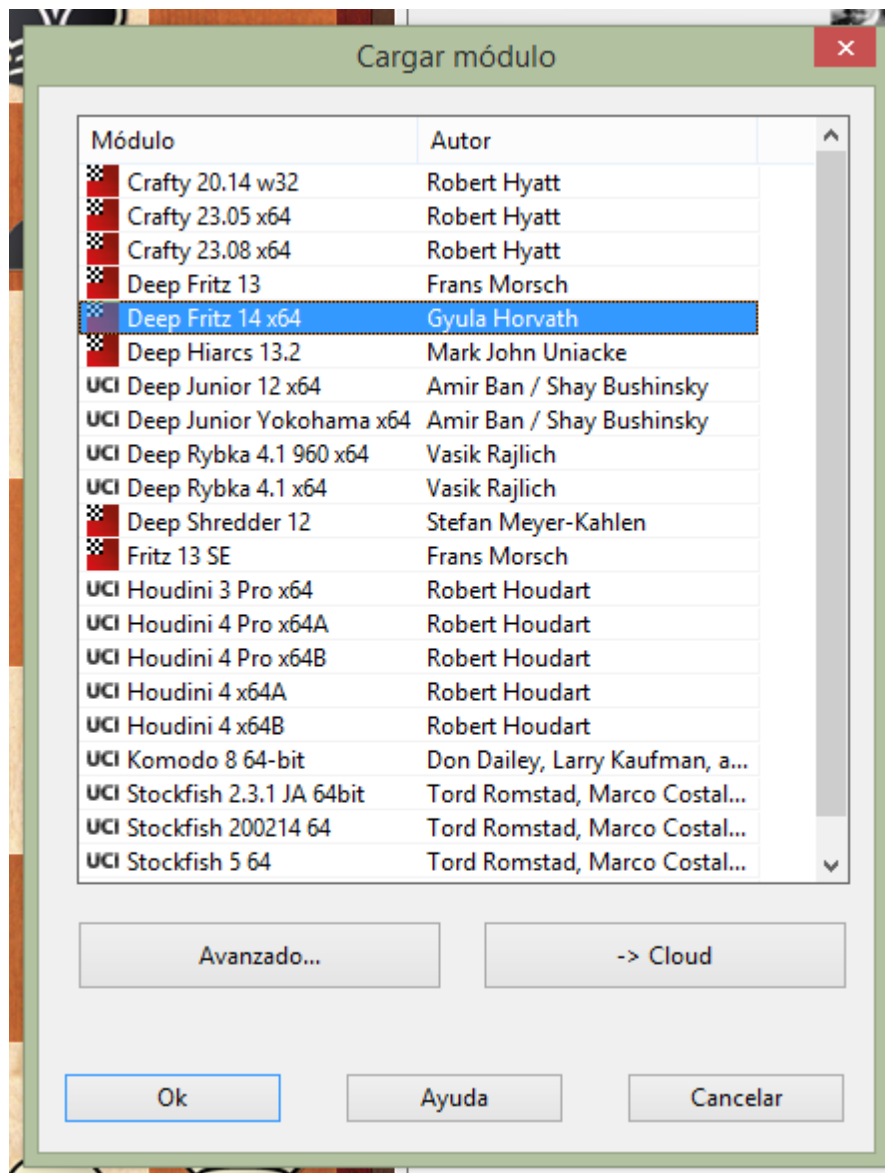 Cargar módulo
Módulo Autor
Crafty 20.14 w32 Robert Hyatt
Crafty 23.05 x64 Robert Hyatt
Crafty 23.08 x64 Robert Hyatt
Deep Fritz 13 Frans Morsch
Deep Fritz 14 x64 Gyula Horvath
Deep Hiarcs 13.2 Mark John Uniacke
UCI Deep Junior 12 x64 Amir Ban / Shay Bushinsky
UCI Deep Junior Yokohama x64 Amir Ban / Shay Bushinsky
UCI Deep Rybka 4.1 960 x64 Vasik Rajlich
UCI Deep Rybka 4.1 x64 Vasik Rajlich
Deep Shredder 12 Stefan Meyer-Kahlen
Fritz 13 SE Frans Morsch
UCI Houdini 3 Pro x64 Robert Houdart
UCI Houdini 4 Pro x64A Robert Houdart
UCI Houdini 4 Pro x64B Robert Houdart
UCI Houdini 4 x64A Robert Houdart
UCI Houdini 4 x64B Robert Houdart
UCI Komodo 8 64-bit Don Dailey, Larry Kaufman, a...
UCI Stockfish 2.3.1 JA 64bit Tord Romstad, Marco Costal...
UCI Stockfish 200214 64 Tord Romstad, Marco Costal...
UCI Stockfish 5 64 Tord Romstad, Marco Costal...
Avanzado... -> Cloud
Ok Ayuda Cancelar